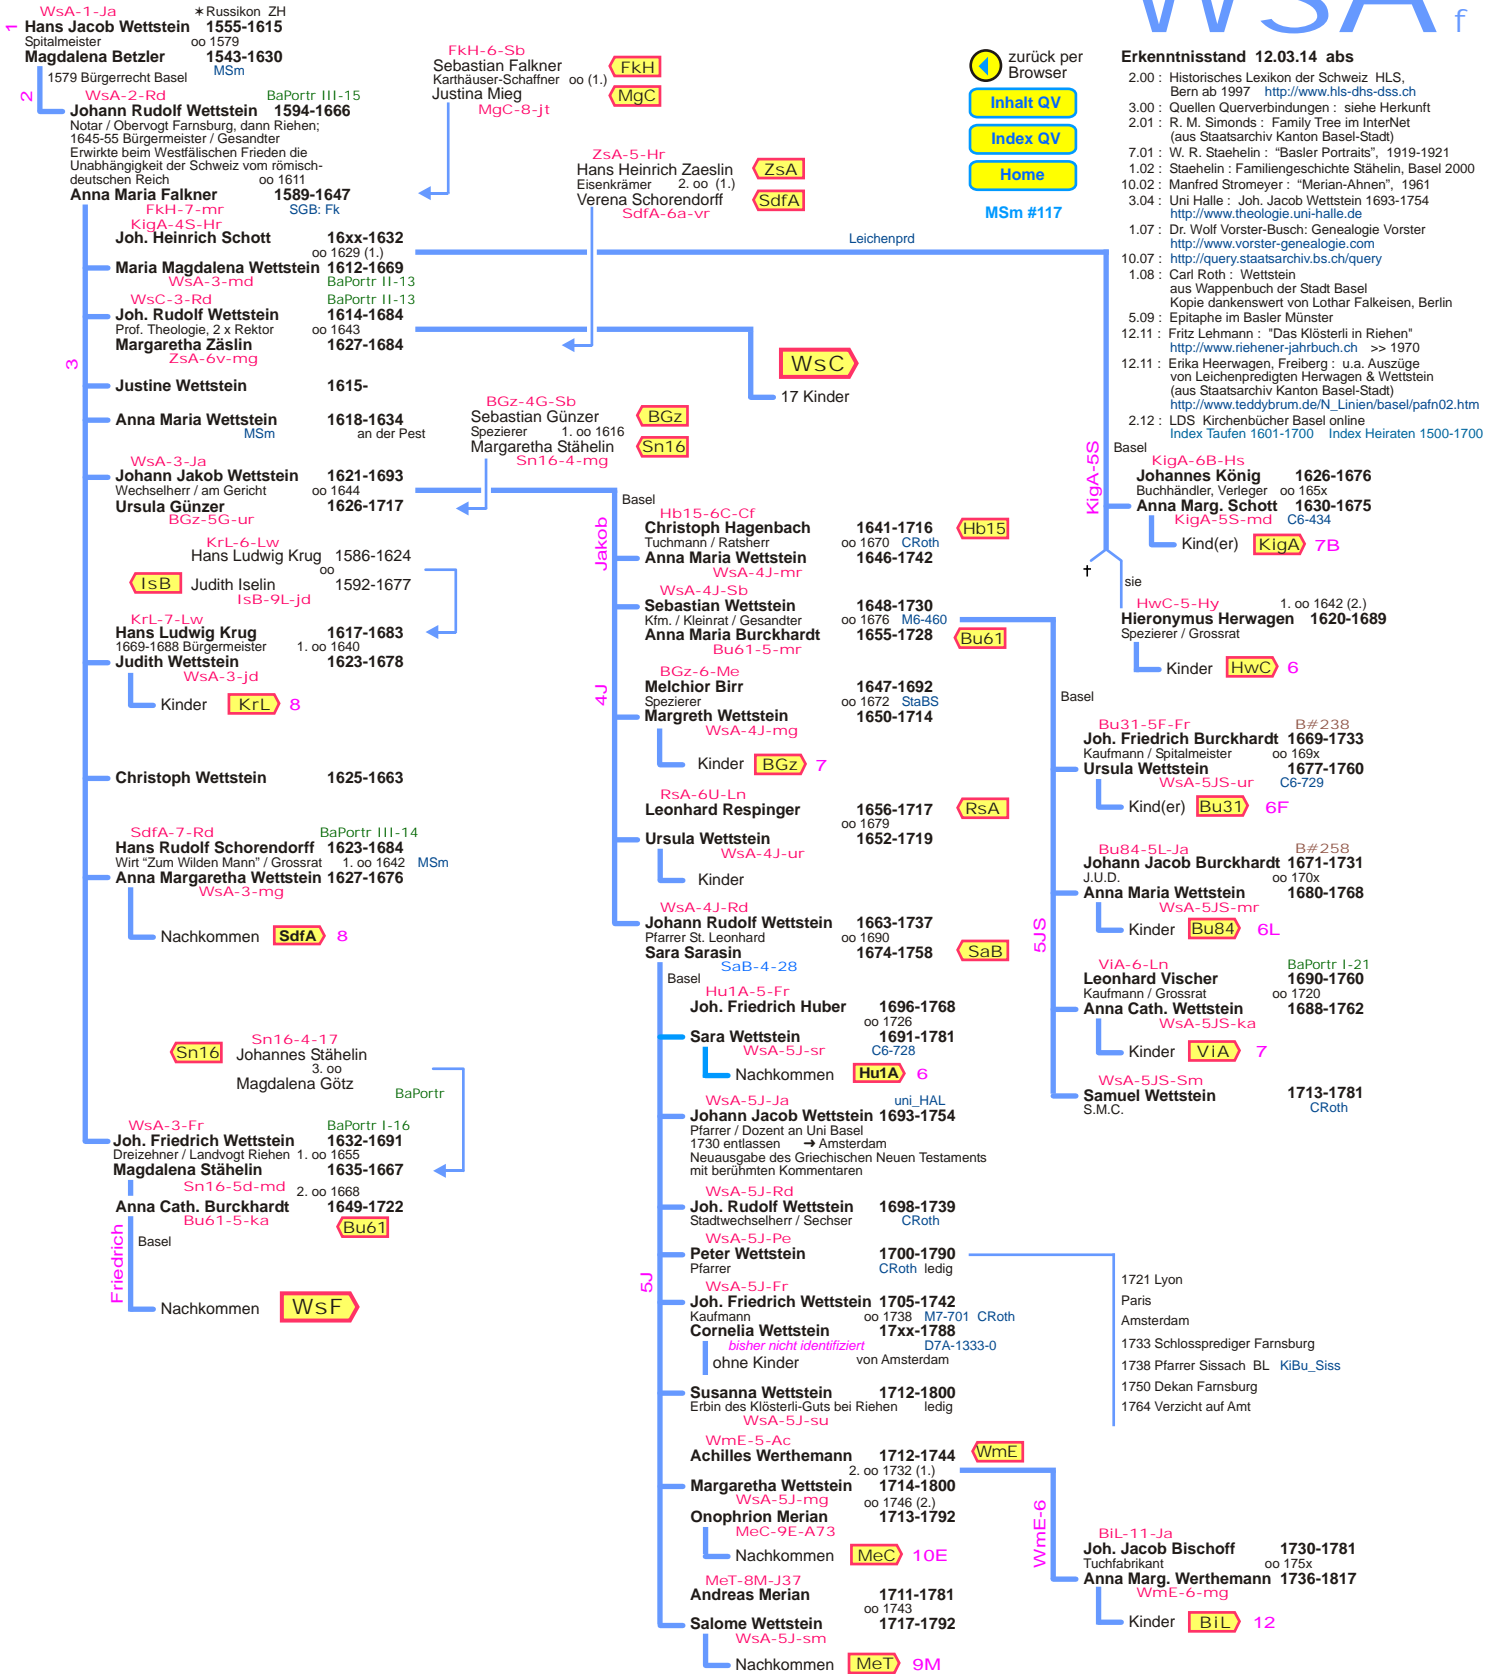 WsA f
WsA-1-Ja ∗Russikon ZH
1 Hans Jacob Wettstein 1555-1615
Spitalmeister oo 1579
Magdalena Betzler 1543-1630
MSm
1579 Bürgerrecht Basel
2
WsA-2-Rd BaPortr III-15
Johann Rudolf Wettstein 1594-1666
Notar / Obervogt Farnsburg, dann Riehen;
1645-55 Bürgermeister / Gesandter
Erwirkte beim Westfälischen Frieden die
Unabhängigkeit der Schweiz vom römisch-
deutschen Reich oo 1611
Anna Maria Falkner 1589-1647
FkH-7-mr SGB: Fk
FkH-6-Sb
Sebastian Falkner FkH
Karthäuser-Schaffner oo (1.)
Justina Mieg MgC
MgC-8-jt
ZsA-5-Hr
Hans Heinrich Zaeslin ZsA
Eisenkrämer 2. oo (1.)
Verena Schorendorff SdfA
SdfA-6a-vr
zurück per
Browser
Inhalt QV
Index QV
Home
MSm #117
Erkenntnisstand 12.03.14 abs
2.00 : Historisches Lexikon der Schweiz HLS,
Bern ab 1997 http://www.hls-dhs-dss.ch
3.00 : Quellen Querverbindungen : siehe Herkunft
2.01 : R. M. Simonds : Family Tree im InterNet
(aus Staatsarchiv Kanton Basel-Stadt)
7.01 : W. R. Staehelin : “Basler Portraits”, 1919-1921
1.02 : Staehelin : Familiengeschichte Stähelin, Basel 2000
10.02 : Manfred Stromeyer : “Merian-Ahnen”, 1961
3.04 : Uni Halle : Joh. Jacob Wettstein 1693-1754
http://www.theologie.uni-halle.de
1.07 : Dr. Wolf Vorster-Busch: Genealogie Vorster
http://www.vorster-genealogie.com
10.07 : http://query.staatsarchiv.bs.ch/query
1.08 : Carl Roth : Wettstein
aus Wappenbuch der Stadt Basel
Kopie dankenswert von Lothar Falkeisen, Berlin
5.09 : Epitaphe im Basler Münster
12.11 : Fritz Lehmann : "Das Klösterli in Riehen"
http://www.riehener-jahrbuch.ch >> 1970
12.11 : Erika Heerwagen, Freiberg : u.a. Auszüge
von Leichenpredigten Herwagen & Wettstein
(aus Staatsarchiv Kanton Basel-Stadt)
http://www.teddybrum.de/N_Linien/basel/pafn02.htm
2.12 : LDS Kirchenbücher Basel online
Index Taufen 1601-1700 Index Heiraten 1500-1700
3
KigA-4S-Hr
Joh. Heinrich Schott 16xx-1632
oo 1629 (1.)
Maria Magdalena Wettstein 1612-1669
WsA-3-md BaPortr II-13
Leichenprd
WsC-3-Rd BaPortr II-13
Joh. Rudolf Wettstein 1614-1684
Prof. Theologie, 2 x Rektor oo 1643
Margaretha Zäslin 1627-1684
ZsA-6v-mg
WsC
17 Kinder
Justine Wettstein 1615-
Anna Maria Wettstein 1618-1634
MSm an der Pest
BGz-4G-Sb
Sebastian Günzer BGz
Spezierer 1. oo 1616
Margaretha Stähelin Sn16
Sn16-4-mg
WsA-3-Ja
Johann Jakob Wettstein 1621-1693
Wechselherr / am Gericht oo 1644
Ursula Günzer 1626-1717
BGz-5G-ur
KrL-6-Lw
Hans Ludwig Krug 1586-1624
oo
IsB Judith Iselin 1592-1677
IsB-9L-jd
KrL-7-Lw
Hans Ludwig Krug 1617-1683
1669-1688 Bürgermeister 1. oo 1640
Judith Wettstein 1623-1678
WsA-3-jd
Kinder KrL 8
Christoph Wettstein 1625-1663
SdfA-7-Rd BaPortr III-14
Hans Rudolf Schorendorff 1623-1684
Wirt “Zum Wilden Mann” / Grossrat 1. oo 1642 MSm
Anna Margaretha Wettstein 1627-1676
WsA-3-mg
Nachkommen SdfA 8
Sn16-4-17
Sn16 Johannes Stähelin
3. oo
Magdalena Götz
BaPortr
WsA-3-Fr BaPortr I-16
Joh. Friedrich Wettstein 1632-1691
Dreizehner / Landvogt Riehen 1. oo 1655
Magdalena Stähelin 1635-1667
Sn16-5d-md 2. oo 1668
Anna Cath. Burckhardt 1649-1722
Bu61-5-ka Bu61
Friedrich
Basel
Nachkommen WsF
Jakob
4J
Basel
Hb15-6C-Cf
Christoph Hagenbach 1641-1716 Hb15
Tuchmann / Ratsherr oo 1670 CRoth
Anna Maria Wettstein 1646-1742
WsA-4J-mr
WsA-4J-Sb
Sebastian Wettstein 1648-1730
Kfm. / Kleinrat / Gesandter oo 1676 M6-460
Anna Maria Burckhardt 1655-1728 Bu61
Bu61-5-mr
BGz-6-Me
Melchior Birr 1647-1692
Spezierer oo 1672 StaBS
Margreth Wettstein 1650-1714
WsA-4J-mg
Kinder BGz 7
RsA-6U-Ln
Leonhard Respinger 1656-1717 RsA
oo 1679
Ursula Wettstein 1652-1719
WsA-4J-ur
Kinder
WsA-4J-Rd
Johann Rudolf Wettstein 1663-1737
Pfarrer St. Leonhard oo 1690
Sara Sarasin 1674-1758 SaB
SaB-4-28
5J
Basel
Hu1A-5-Fr
Joh. Friedrich Huber 1696-1768
oo 1726
Sara Wettstein 1691-1781
WsA-5J-sr C6-728
Nachkommen Hu1A 6
WsA-5J-Ja uni_HAL
Johann Jacob Wettstein 1693-1754
Pfarrer / Dozent an Uni Basel
1730 entlassen → Amsterdam
Neuausgabe des Griechischen Neuen Testaments
mit berühmten Kommentaren
WsA-5J-Rd
Joh. Rudolf Wettstein 1698-1739
Stadtwechselherr / Sechser CRoth
WsA-5J-Pe
Peter Wettstein 1700-1790
Pfarrer CRoth ledig
WsA-5J-Fr
Joh. Friedrich Wettstein 1705-1742
Kaufmann oo 1738 M7-701 CRoth
Cornelia Wettstein 17xx-1788
bisher nicht identifiziert D7A-1333-0
ohne Kinder von Amsterdam
Susanna Wettstein 1712-1800
Erbin des Klösterli-Guts bei Riehen ledig
WsA-5J-su
WmE-5-Ac
Achilles Werthemann 1712-1744 WmE
2. oo 1732 (1.)
Margaretha Wettstein 1714-1800
WsA-5J-mg oo 1746 (2.)
Onophrion Merian 1713-1792
MeC-9E-A73
Nachkommen MeC 10E
MeT-8M-J37
Andreas Merian 1711-1781
oo 1743
Salome Wettstein 1717-1792
WsA-5J-sm
Nachkommen MeT 9M
KigA-5S
Basel
KigA-6B-Hs
Johannes König 1626-1676
Buchhändler, Verleger oo 165x
Anna Marg. Schott 1630-1675
KigA-5S-md C6-434
Kind(er) KigA 7B
†
sie
HwC-5-Hy 1. oo 1642 (2.)
Hieronymus Herwagen 1620-1689
Spezierer / Grossrat
Kinder HwC 6
5JS
Basel
Bu31-5F-Fr B#238
Joh. Friedrich Burckhardt 1669-1733
Kaufmann / Spitalmeister oo 169x
Ursula Wettstein 1677-1760
WsA-5JS-ur C6-729
Kind(er) Bu31 6F
Bu84-5L-Ja B#258
Johann Jacob Burckhardt 1671-1731
J.U.D. oo 170x
Anna Maria Wettstein 1680-1768
WsA-5JS-mr
Kinder Bu84 6L
ViA-6-Ln BaPortr I-21
Leonhard Vischer 1690-1760
Kaufmann / Grossrat oo 1720
Anna Cath. Wettstein 1688-1762
WsA-5JS-ka
Kinder ViA 7
WsA-5JS-Sm
Samuel Wettstein 1713-1781
S.M.C. CRoth
1721 Lyon
Paris
Amsterdam
1733 Schlossprediger Farnsburg
1738 Pfarrer Sissach BL KiBu_Siss
1750 Dekan Farnsburg
1764 Verzicht auf Amt
WmE-6
BiL-11-Ja
Joh. Jacob Bischoff 1730-1781
Tuchfabrikant oo 175x
Anna Marg. Werthemann 1736-1817
WmE-6-mg
Kinder BiL 12